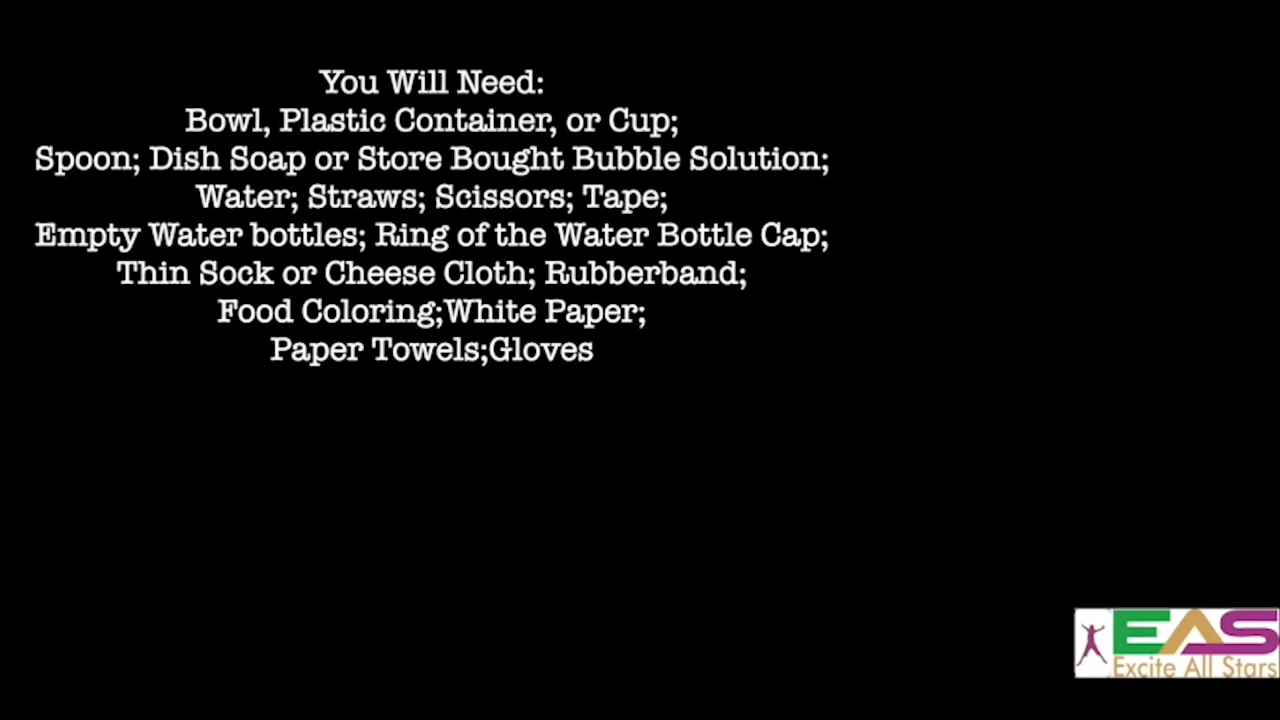 You Will Need:
Bowl, Plastic Container, or Cup;
Spoon; Dish Soap or Store Bought Bubble Solution;
Water; Straws; Scissors; Tape;
Empty Water bottles; Ring of the Water Bottle Cap;
Thin Sock or Cheese Cloth; Rubberband;
Food Coloring;White Paper;
Paper Towels;Gloves
EAS
Excite All Stars